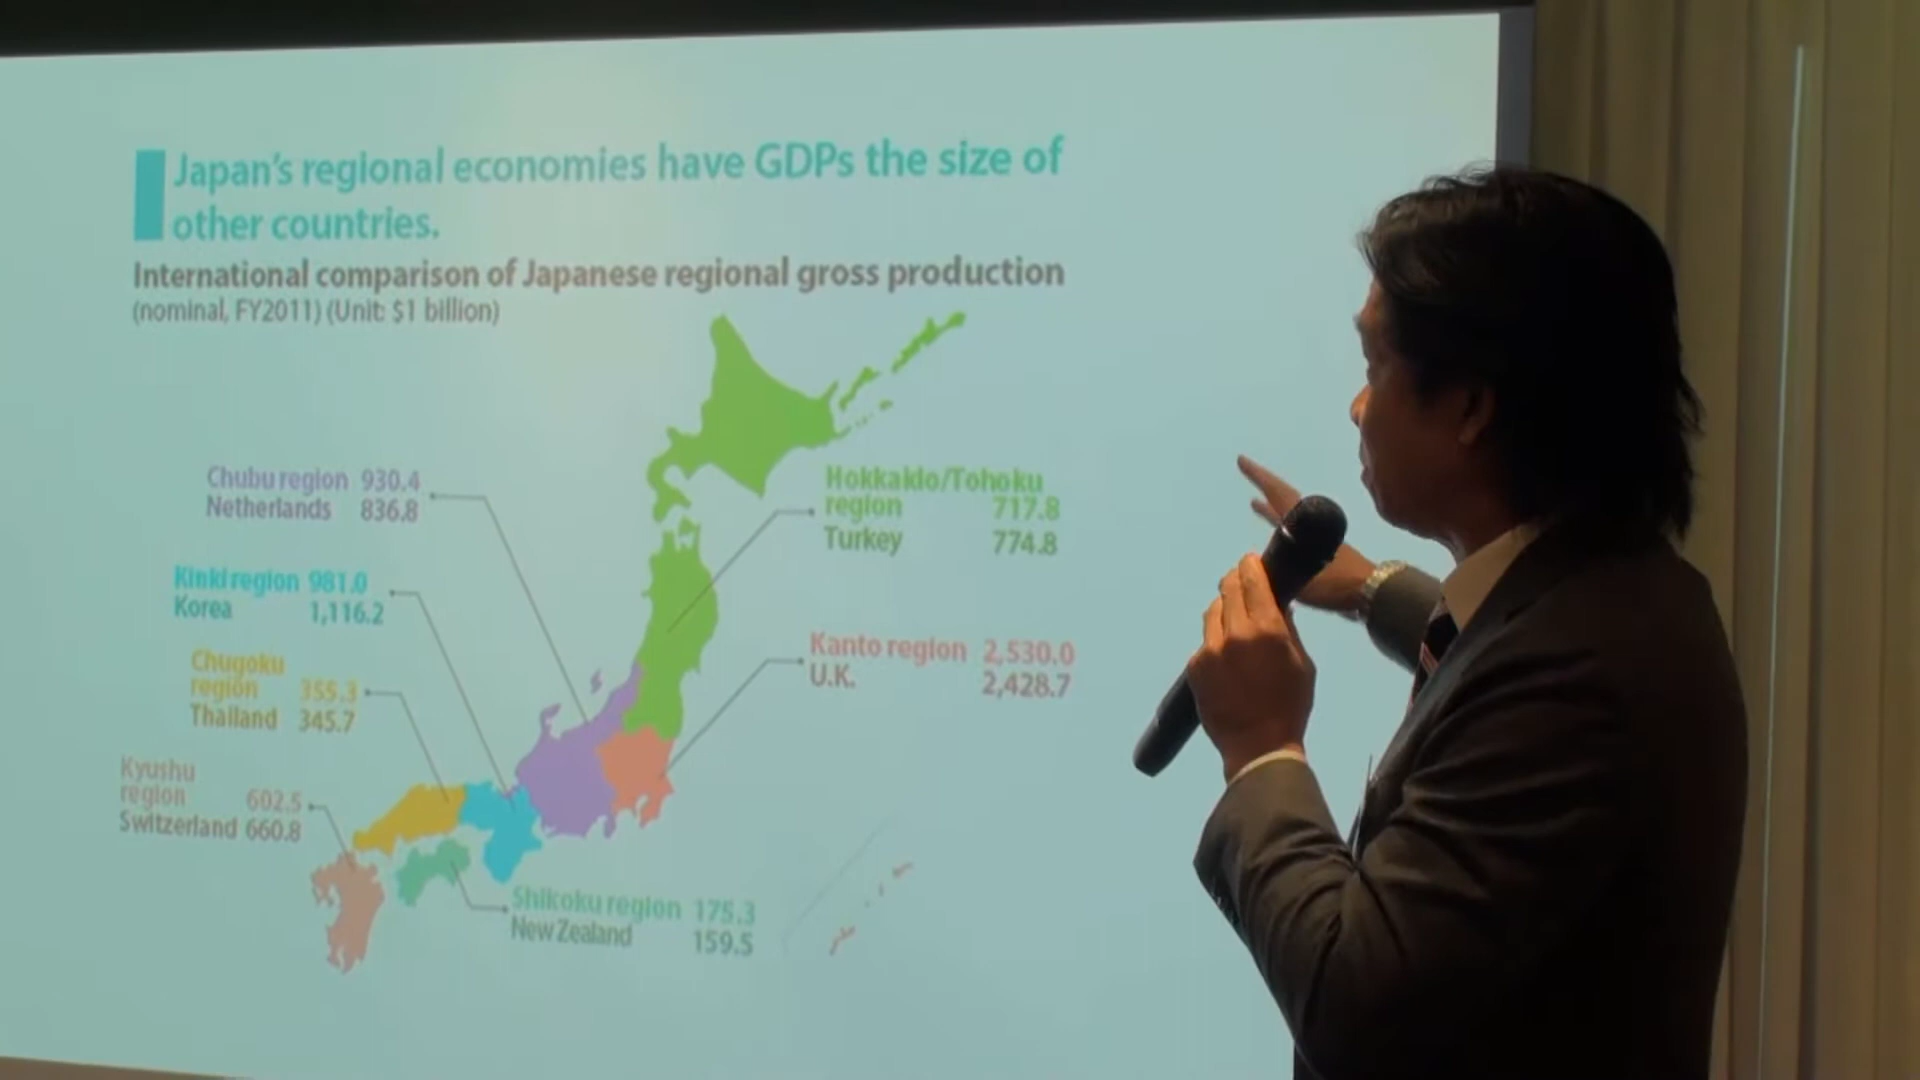 Japan's regional economies have GDPs the size of
other countries.
International comparison of Japanese regional gross production
(nominal, FY2011) (Unit: $1 billion)
Chubu region 930.4
Netherlands 836.8
Kinki region 981.0
Korea 1,116.2
Chugoku
region 355.3
Thailand 345.7
Kyushu
region 602.5
Switzerland 660.8
Hokkaido/Tohoku
region 717.8
Turkey 774.8
Kanto region 2,530.0
U.K. 2,428.7
Shikoku region 175.3
New Zealand 159.5